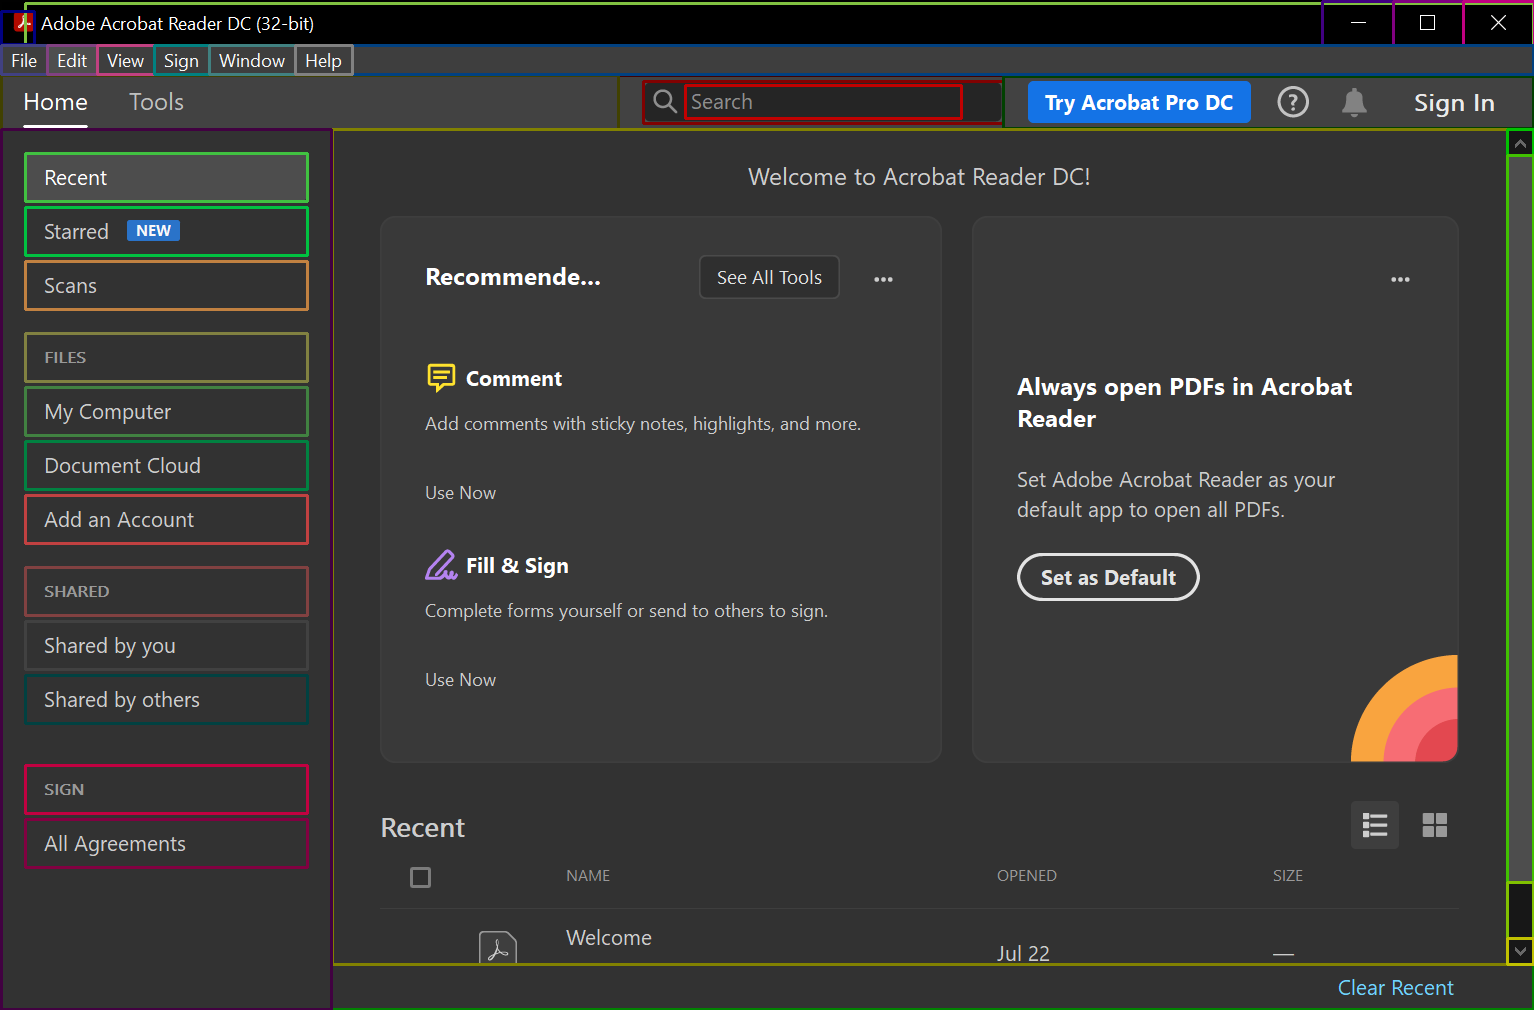 Adobe Acrobat Reader DC (32-bit)
File Edit View Sign Window Help
Home Tools Search Try Acrobat Pro DC ? Sign In
Recent
Starred NEW
Scans
FILES
My Computer
Document Cloud
Add an Account
SHARED
Shared by you
Shared by others
SIGN
All Agreements
Welcome to Acrobat Reader DC!
Recommende... See All Tools
Comment
Add comments with sticky notes, highlights, and more.
Use Now
Fill & Sign
Complete forms yourself or send to others to sign.
Use Now
Always open PDFs in Acrobat
Reader
Set Adobe Acrobat Reader as your
default app to open all PDFs.
Set as Default
Recent
NAME OPENED SIZE
Welcome Jul 22 —
Clear Recent